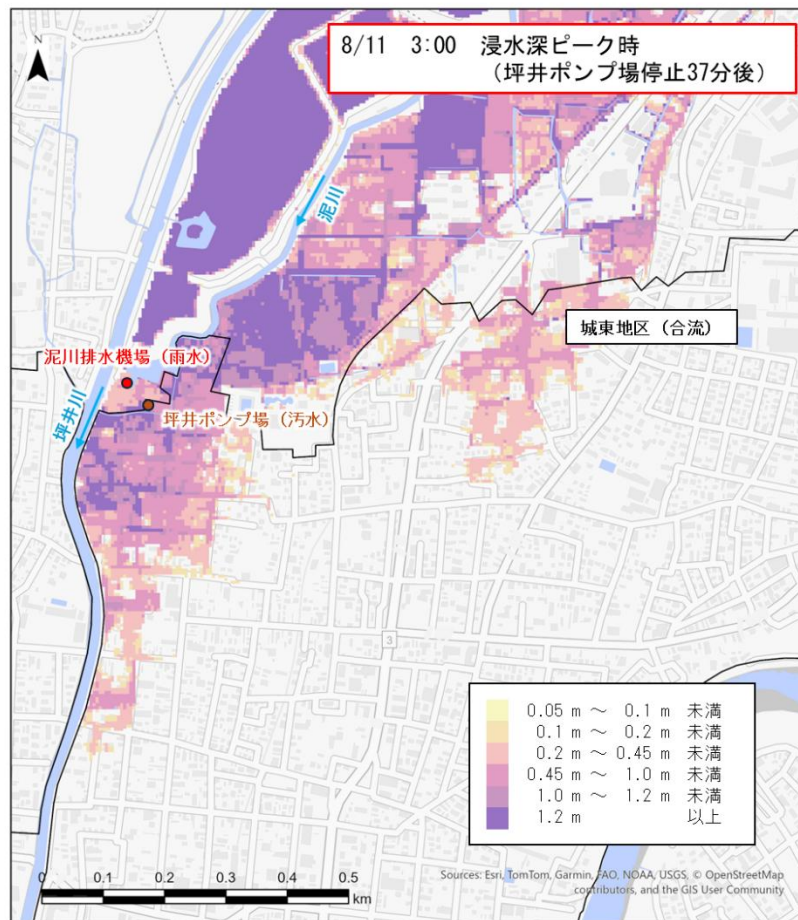 8/11 3:00 浸水深ピーク時
（坪井ポンプ場停止37分後）
N
泥川
城東地区（合流）
泥川排水機場（雨水）
坪井川
坪井ポンプ場（汚水）
3
0.05 m ～ 0.1 m 未満
0.1 m ～ 0.2 m 未満
0.2 m ～ 0.45 m 未満
0.45 m ～ 1.0 m 未満
1.0 m ～ 1.2 m 未満
1.2 m 以上
0 0.1 0.2 0.3 0.4 0.5
km
Sources: Esri, TomTom, Garmin, FAO, NOAA, USGS, © OpenStreetMap
contributors, and the GIS User Community